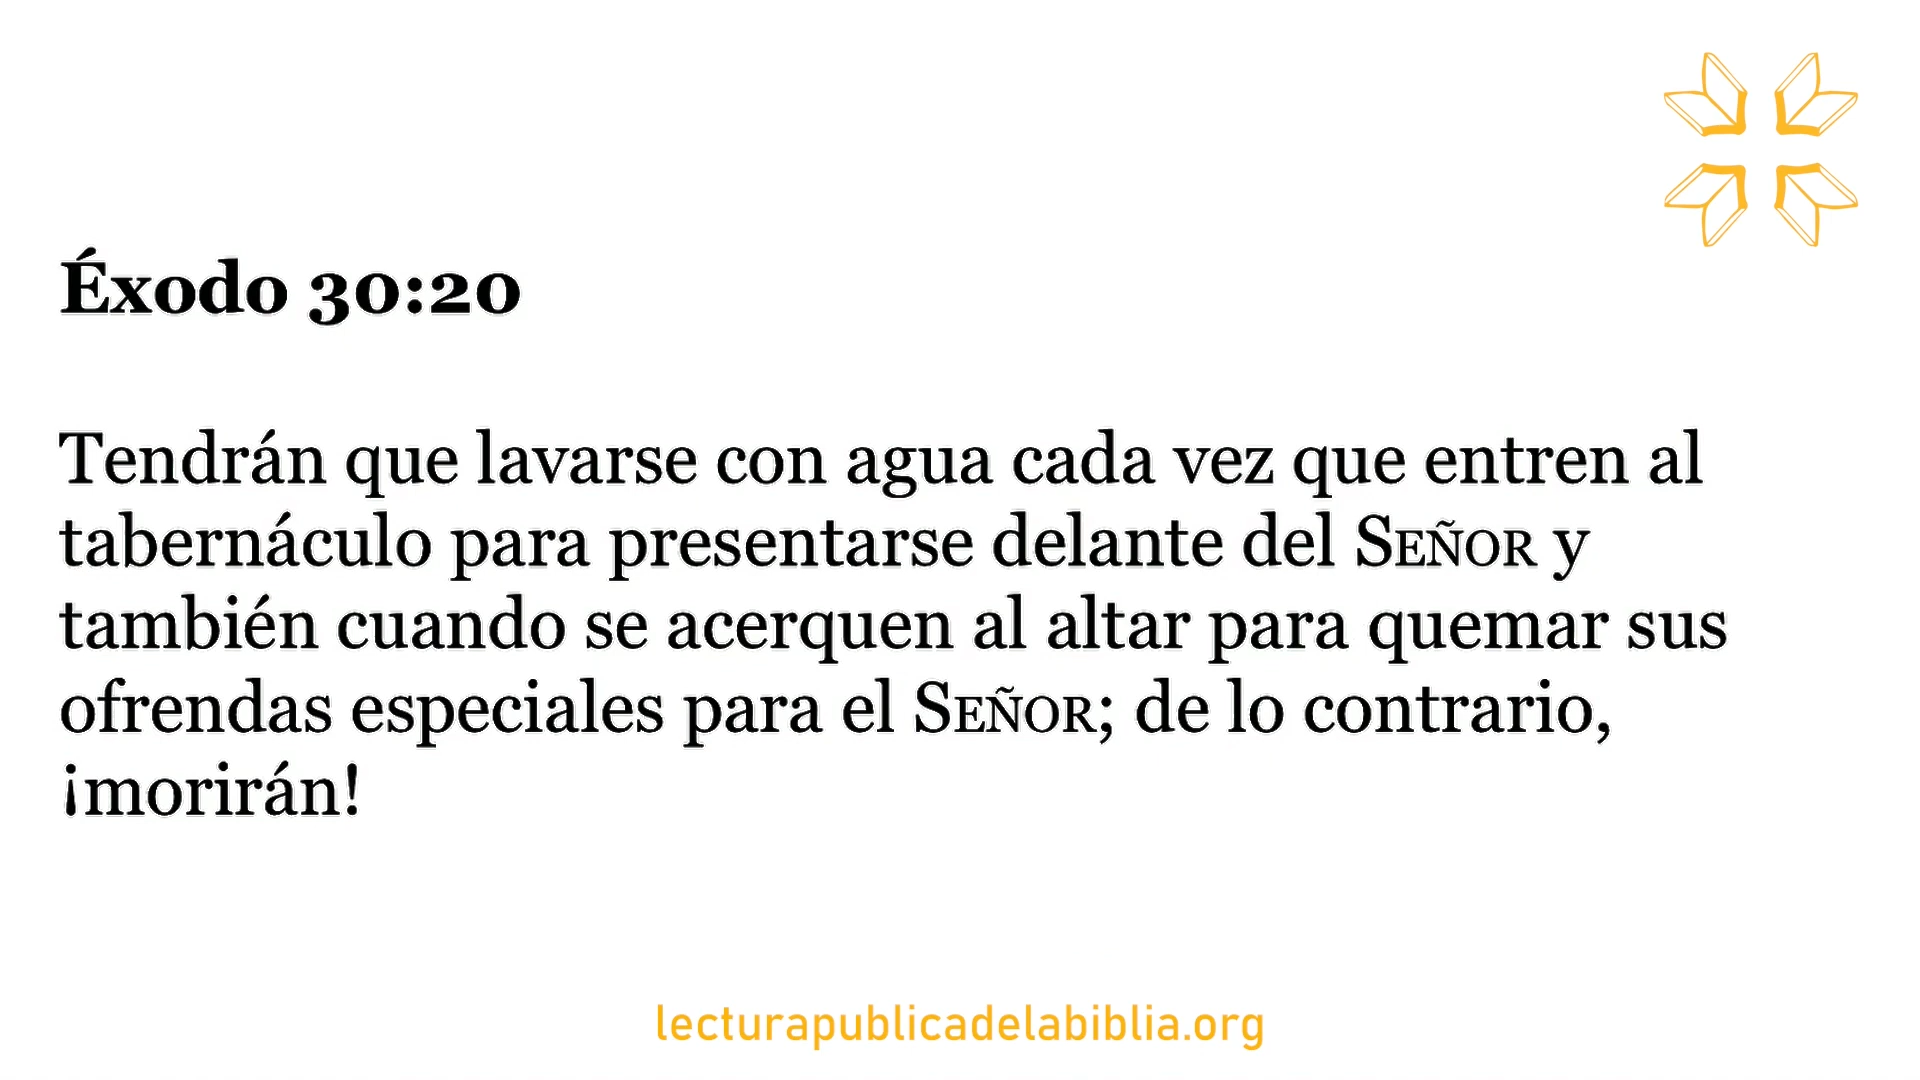 Éxodo 30:20
Tendrán que lavarse con agua cada vez que entren al
tabernáculo para presentarse delante del SEÑOR y
también cuando se acerquen al altar para quemar sus
ofrendas especiales para el SEÑOR; de lo contrario,
¡morirán!
lecturapublicadelabiblia.org